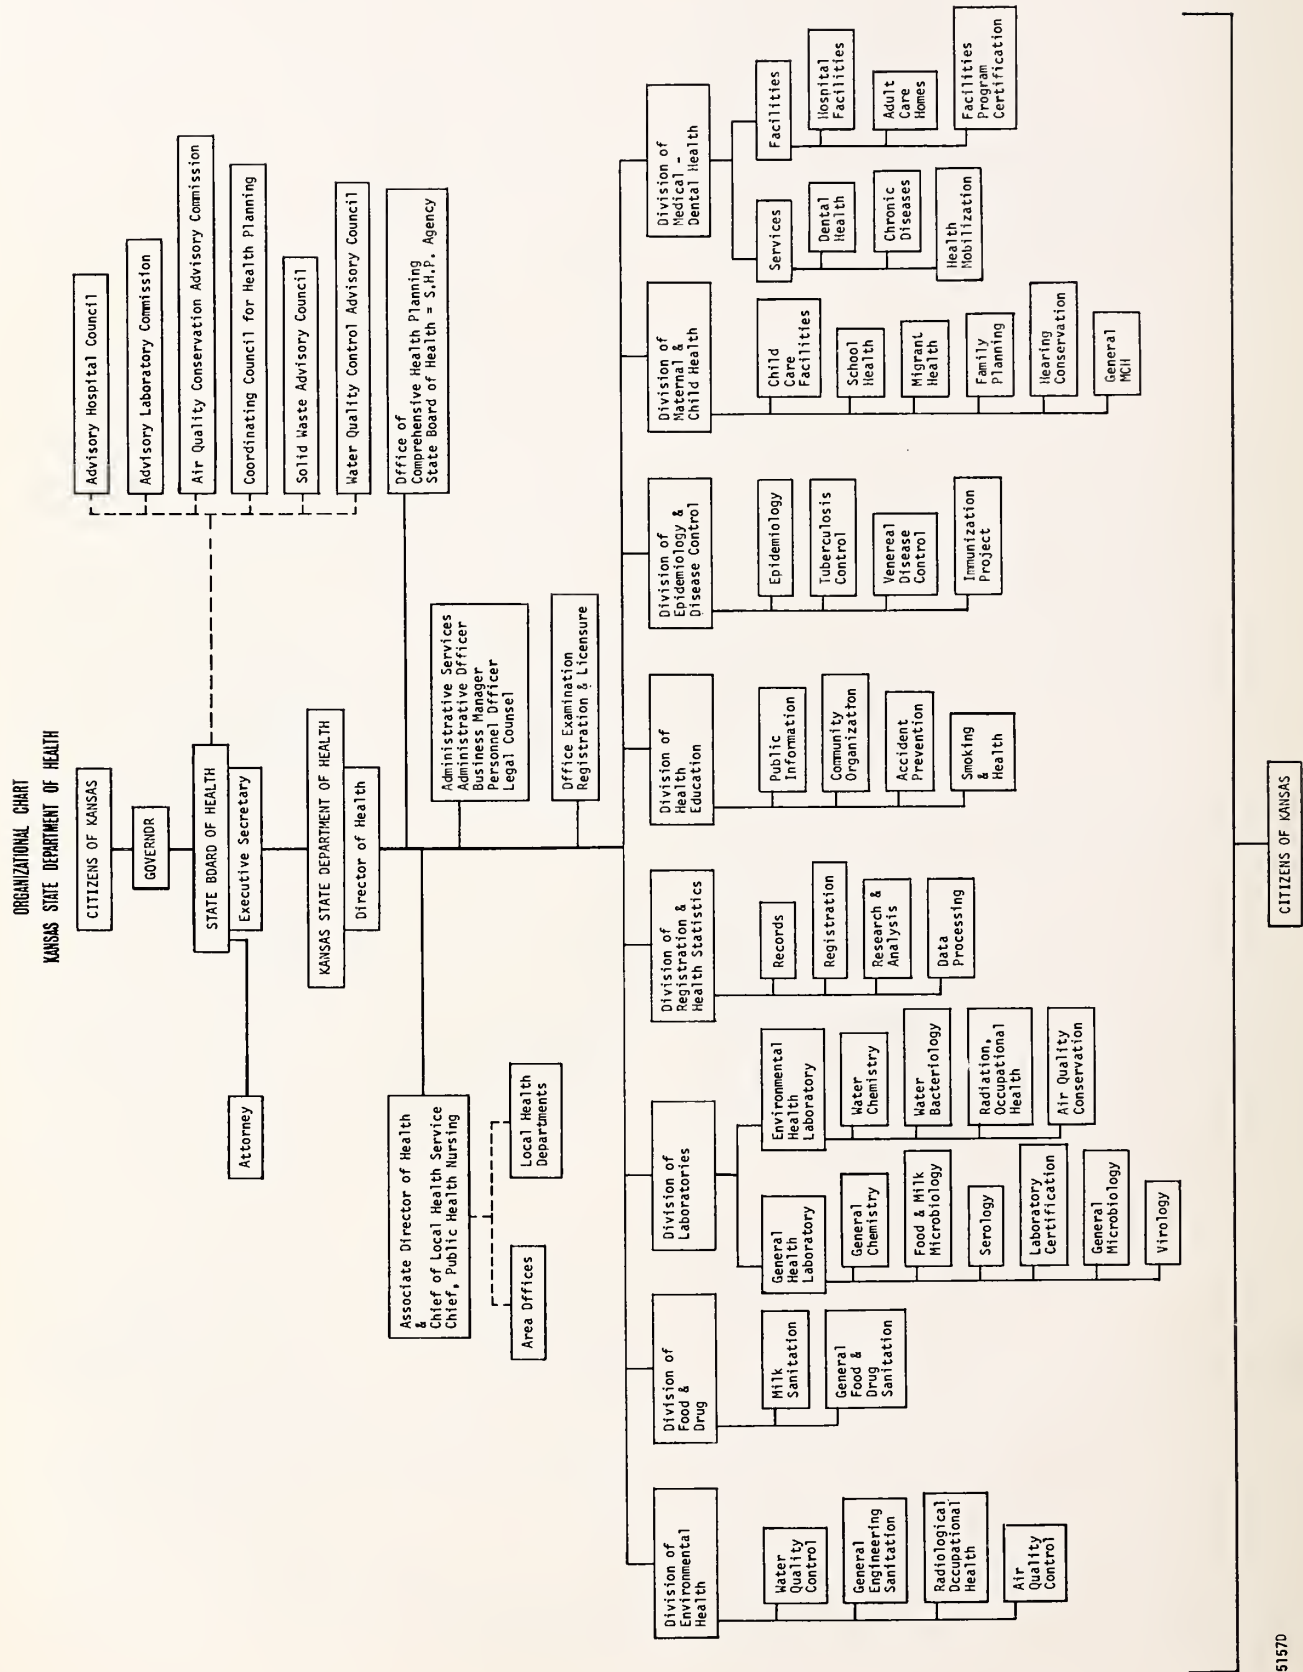 ORGANIZATIONAL CHART
KANSAS STATE DEPARTMENT OF HEALTH
CITIZENS OF KANSAS
GOVERNDR
STATE BDARD OF HEALTH
Executive Secretary
Attorney
KANSAS STATE DEPARTMENT OF HEALTH
Director of Health
Advisory Hospital Council
Advisory Laboratory Commission
Air Quality Conservation Advisory Commission
Coordinating Council for Health Planning
Solid Waste Advisory Council
Water Quality Control Advisory Council
Office of
Comprehensive Health Planning
State Board of Health = S.H.P. Agency
Associate Director of Health
&
Chief of Local Health Service
Chief, Public Health Nursing
Area Offices
Local Health
Departments
Administrative Services
Administrative Officer
Business Manager
Personnel Officer
Legal Counsel
Office Examination
Registration & Licensure
Division of
Environmental
Health
Water
Quality
Control
General
Engineering
Sanitation
Radiological
Occupational
Health
Air
Quality
Control
Division of
Food &
Drug
Milk
Sanitation
General
Food &
Drug
Sanitation
Division of
Laboratories
General
Health
Laboratory
General
Chemistry
Food & Milk
Microbiology
Serology
Laboratory
Certification
General
Microbiology
Virology
Environmental
Health
Laboratory
Water
Chemistry
Water
Bacteriology
Radiation,
Occupational
Health
Air Quality
Conservation
Division of
Registration &
Health Statistics
Records
Registration
Research &
Analysis
Data
Processing
Division of
Health
Education
Public
Information
Community
Organization
Accident
Prevention
Smoking
&
Health
Division of
Epidemiology &
Disease Control
Epidemiology
Tuberculosis
Control
Venereal
Disease
Control
Immunization
Project
Division of
Maternal &
Child Health
Child
Care
Facilities
School
Health
Migrant
Health
Family
Planning
Hearing
Conservation
General
MCH
Division of
Medical -
Dental Health
Services
Dental
Health
Chronic
Diseases
Health
Mobilization
Facilities
Hospital
Facilities
Adult
Care
Homes
Facilities
Program
Certification
CITIZENS OF KANSAS
5157D